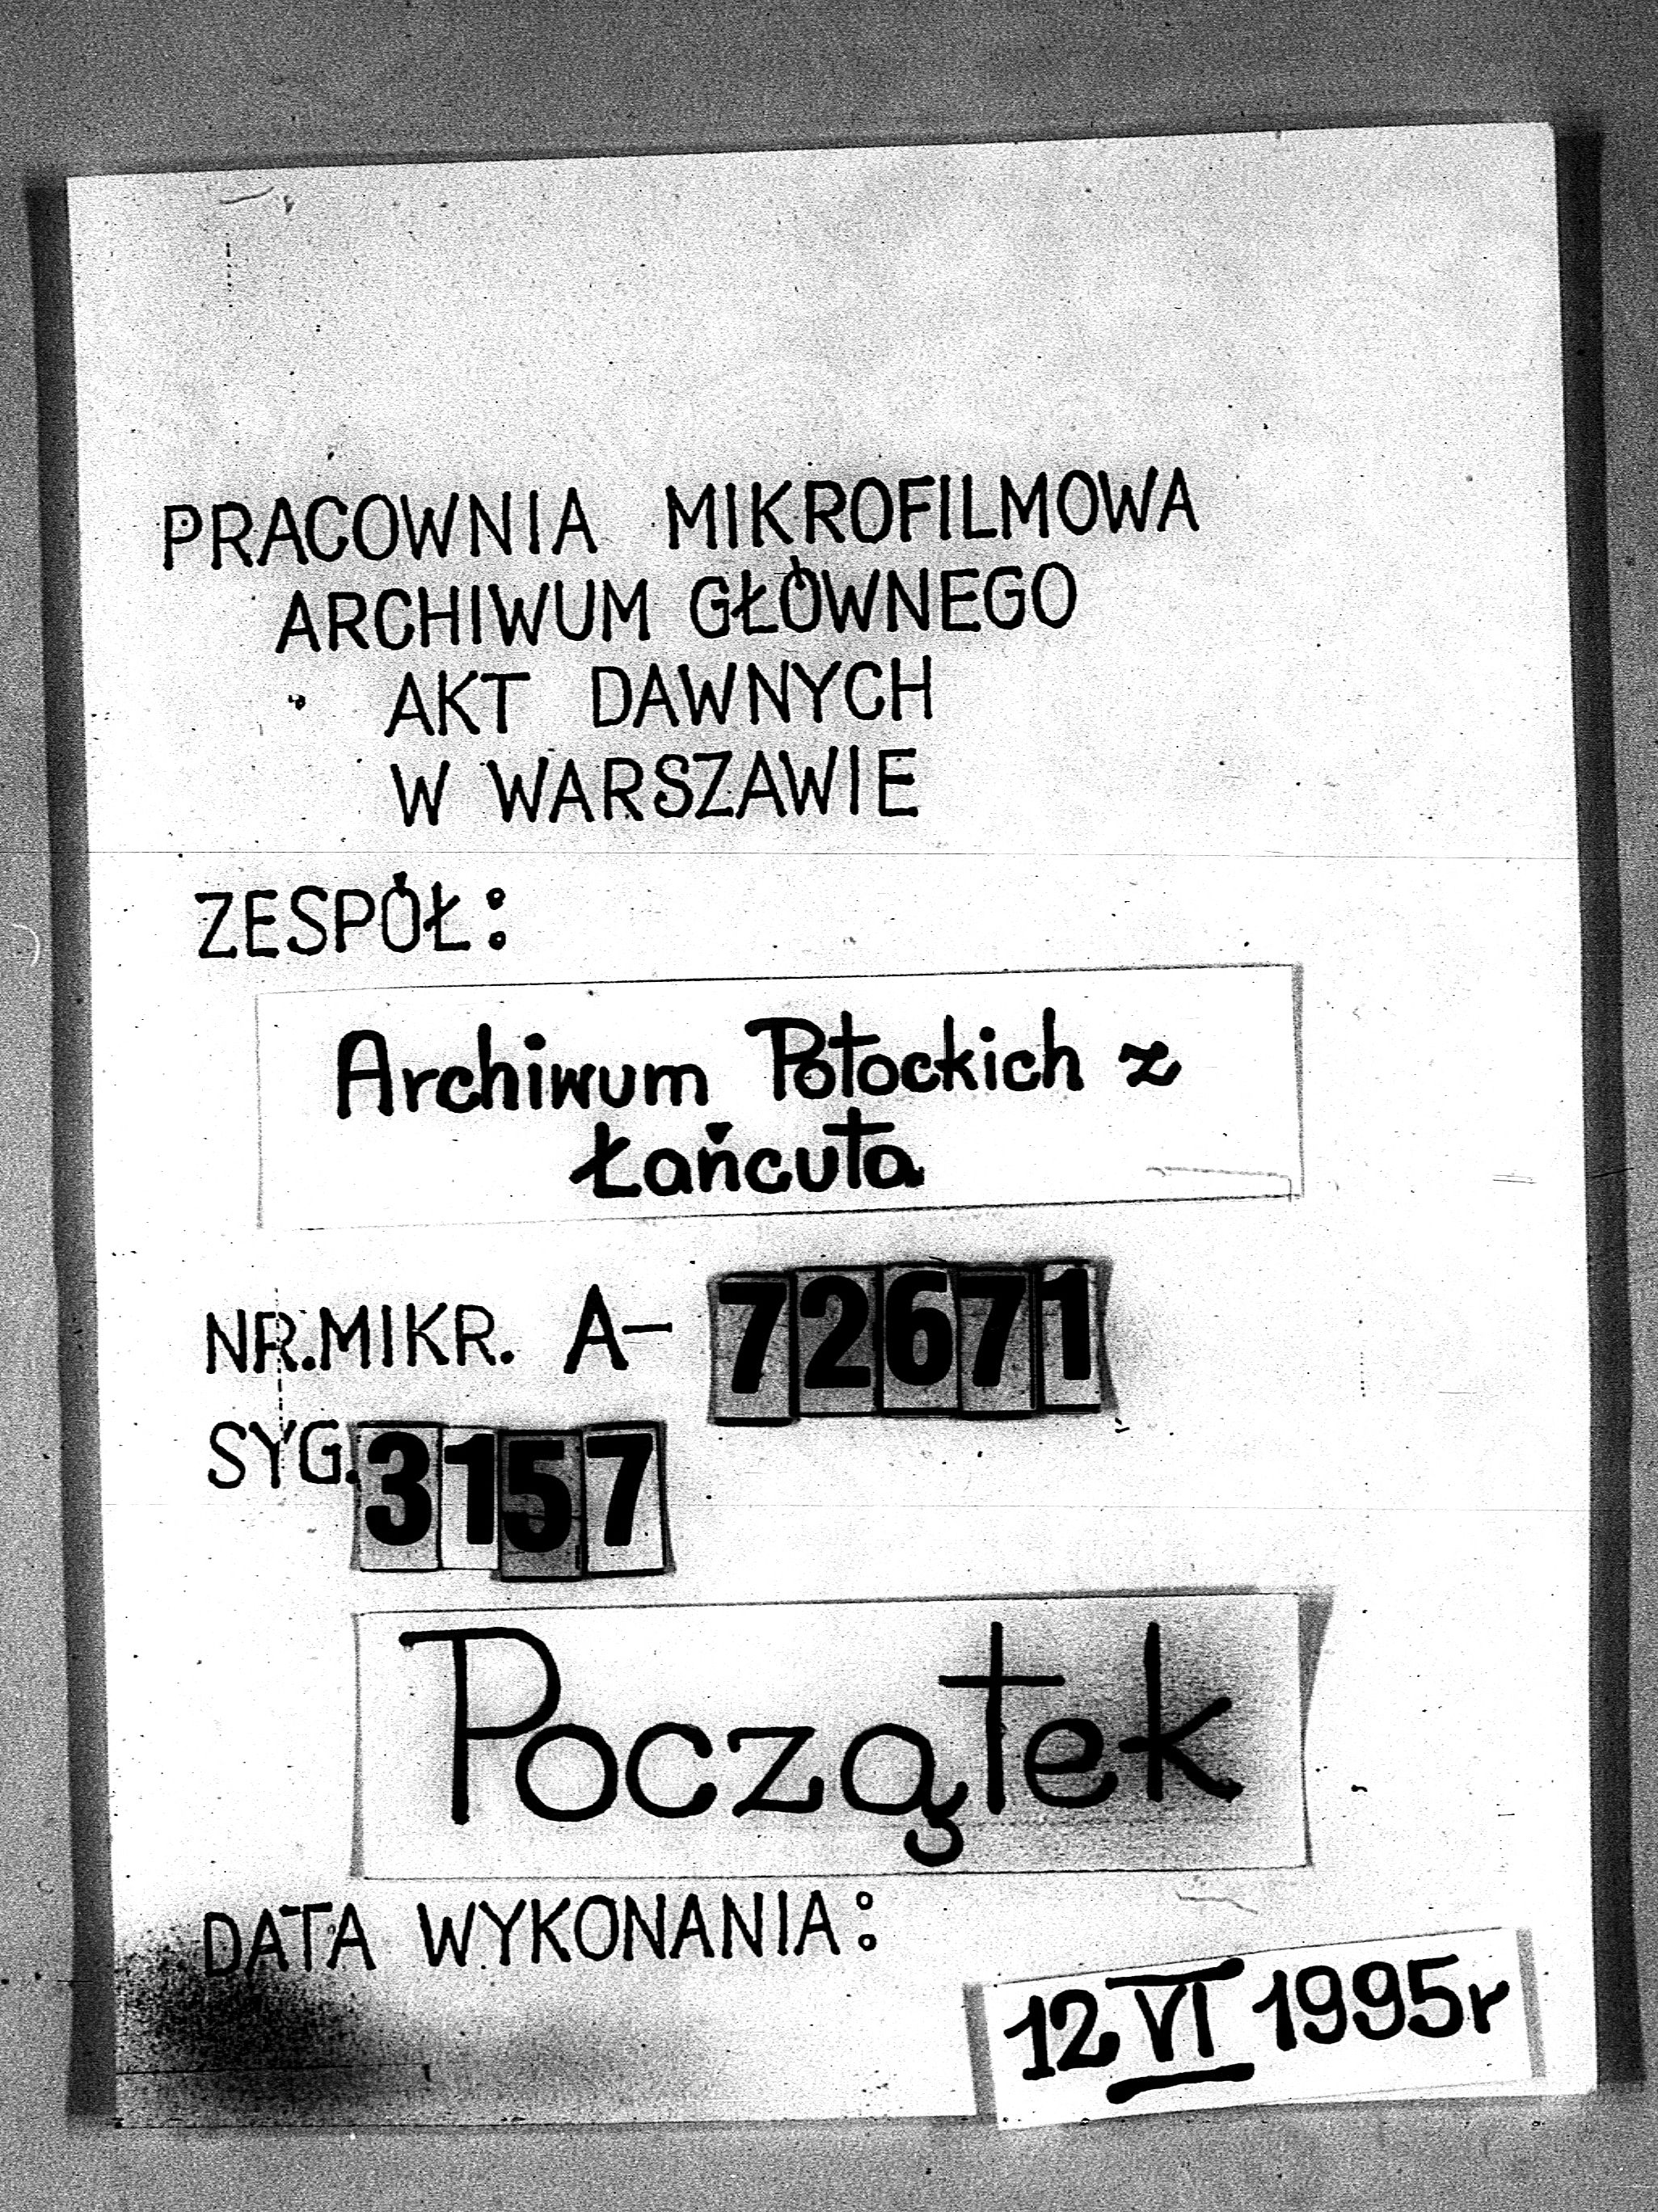 PRACOWNIA MIKROFILMOWA
ARCHIWUM GŁÓWNEGO
AKT DAWNYCH
W WARSZAWIE
ZESPÓŁ:
Archiwum Potockich z
Łańcuta
NR.MIKR. A- 72671
SYG. 3157
Początek
DATA WYKONANIA:
12 VI 1995r